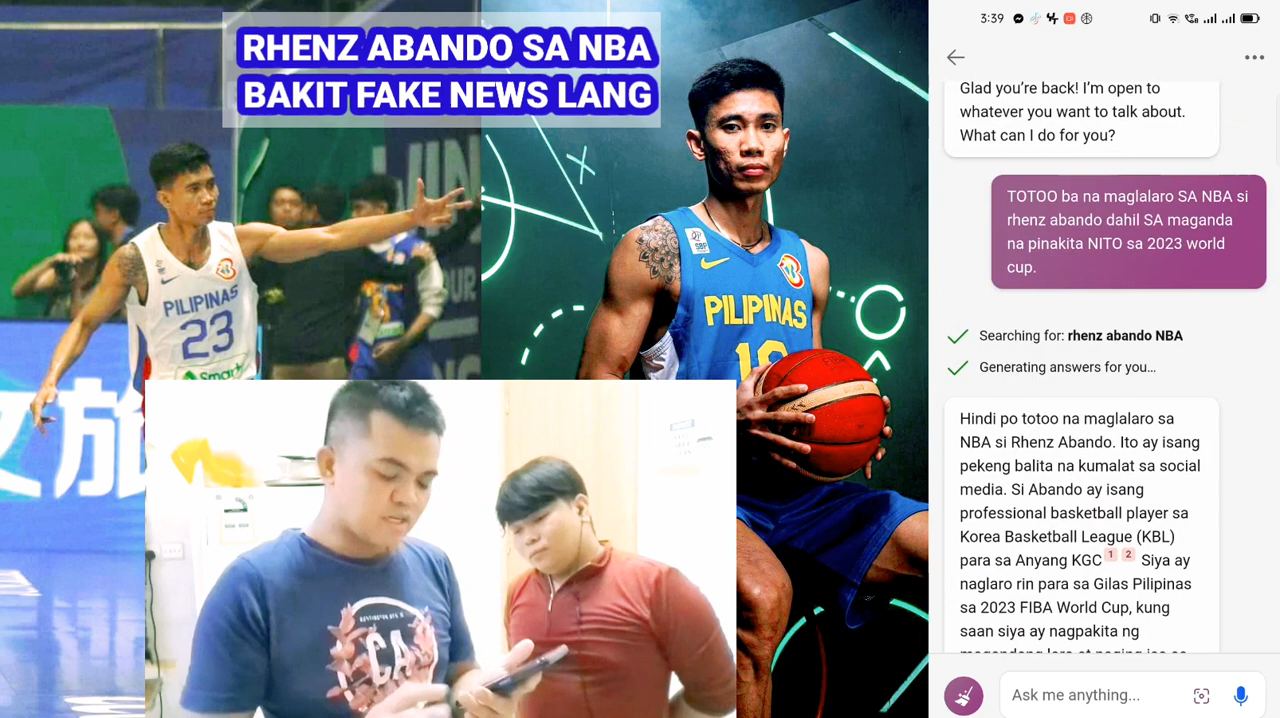 RHENZ ABANDO SA NBA
BAKIT FAKE NEWS LANG
PILIPINAS
23
Smart
文旅
SBP
PILIPINAS
CA
3:39
Glad you're back! I'm open to
whatever you want to talk about.
What can I do for you?
TOTOO ba na maglalaro SA NBA si
rhenz abando dahil SA maganda
na pinakita NITO sa 2023 world
cup.
Searching for: rhenz abando NBA
Generating answers for you...
Hindi po totoo na maglalaro sa
NBA si Rhenz Abando. Ito ay isang
pekeng balita na kumalat sa social
media. Si Abando ay isang
professional basketball player sa
Korea Basketball League (KBL)
para sa Anyang KGC 1 2 Siya ay
naglaro rin para sa Gilas Pilipinas
sa 2023 FIBA World Cup, kung
saan siya ay nagpakita ng
Ask me anything...